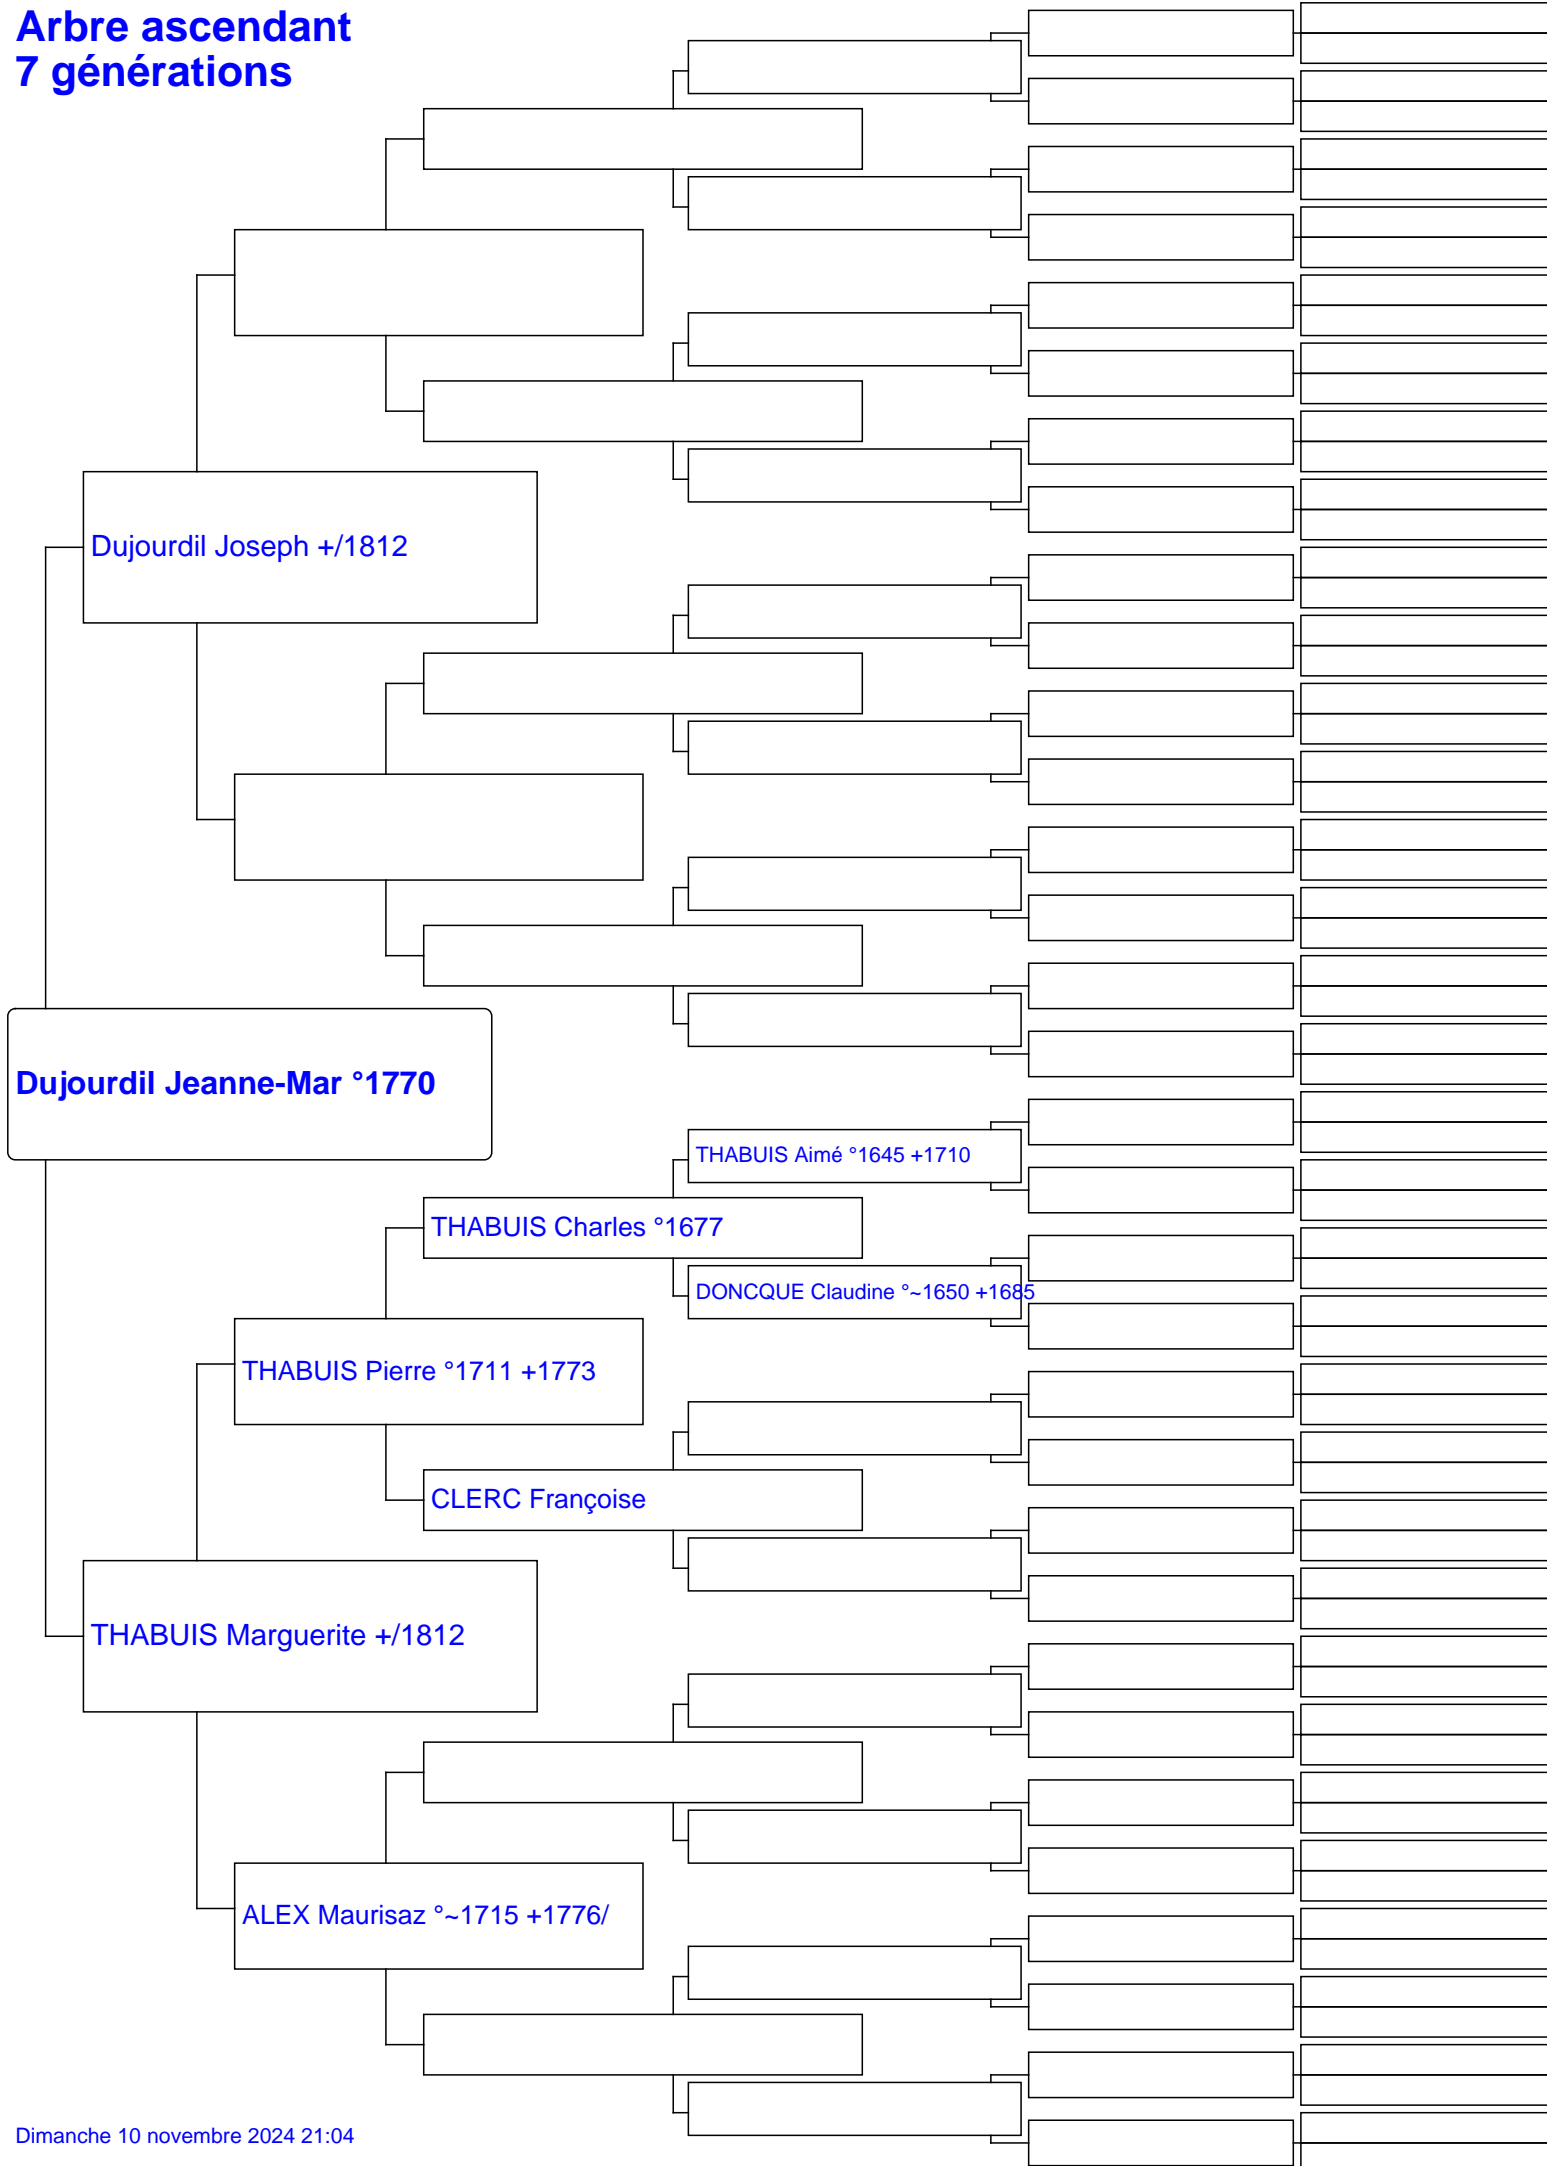 Arbre ascendant
7 générations
Dujourdil Joseph +/1812
Dujourdil Jeanne-Mar °1770
THABUIS Aimé °1645 +1710
THABUIS Charles °1677
DONCQUE Claudine °~1650 +1685
THABUIS Pierre °1711 +1773
CLERC Françoise
THABUIS Marguerite +/1812
ALEX Maurisaz °~1715 +1776/
Dimanche 10 novembre 2024 21:04